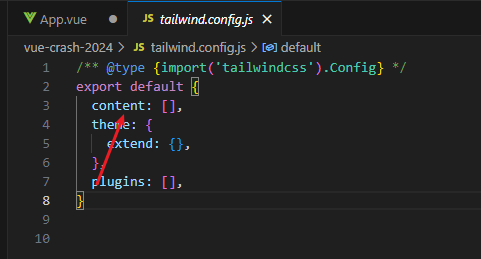 App.vue
JS tailwind.config.js X
vue-crash-2024 > JS tailwind.config.js > default
1 /** @type {import('tailwindcss').Config} */
2 export default {
3 content: [],
4 theme: {
5 extend: {},
6 },
7 plugins: [],
8 }
9
10